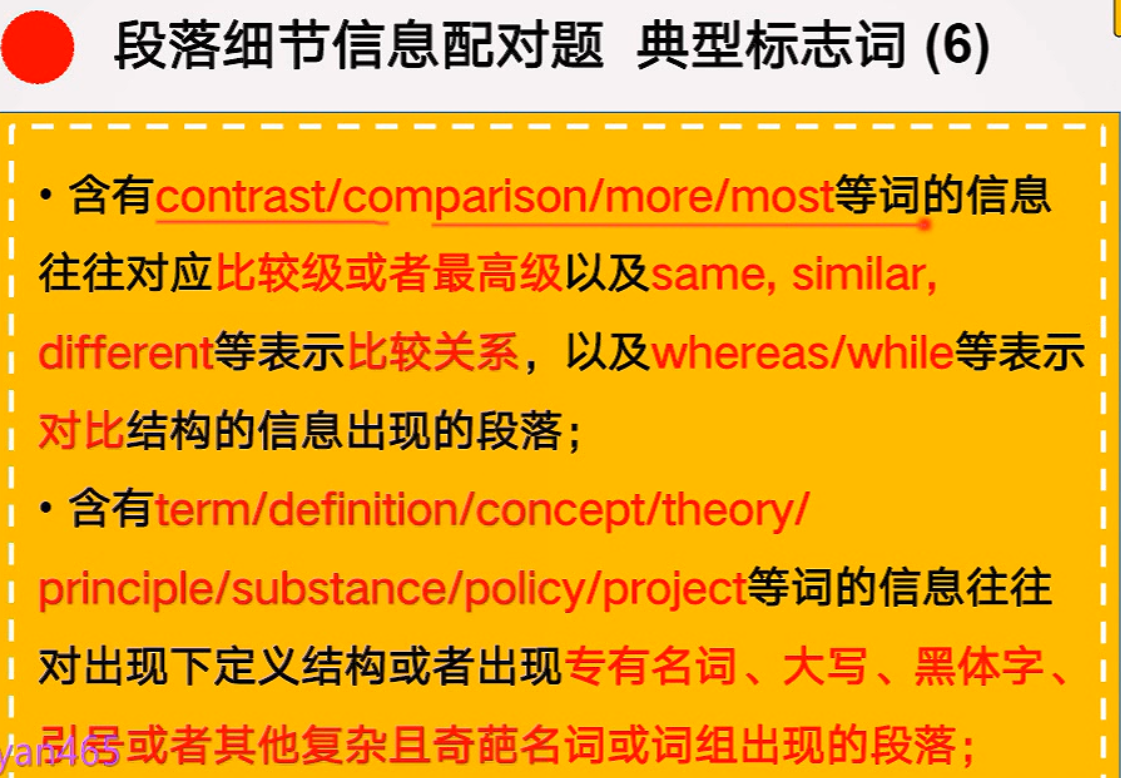 段落细节信息配对题 典型标志词 (6)
• 含有contrast/comparison/more/most等词的信息
往往对应比较级或者最高级以及same, similar,
different等表示比较关系，以及whereas/while等表示
对比结构的信息出现的段落；
• 含有term/definition/concept/theory/
principle/substance/policy/project等词的信息往往
对出现下定义结构或者出现专有名词、大写、黑体字、
引号或者其他复杂且奇葩名词或词组出现的段落；
yan465